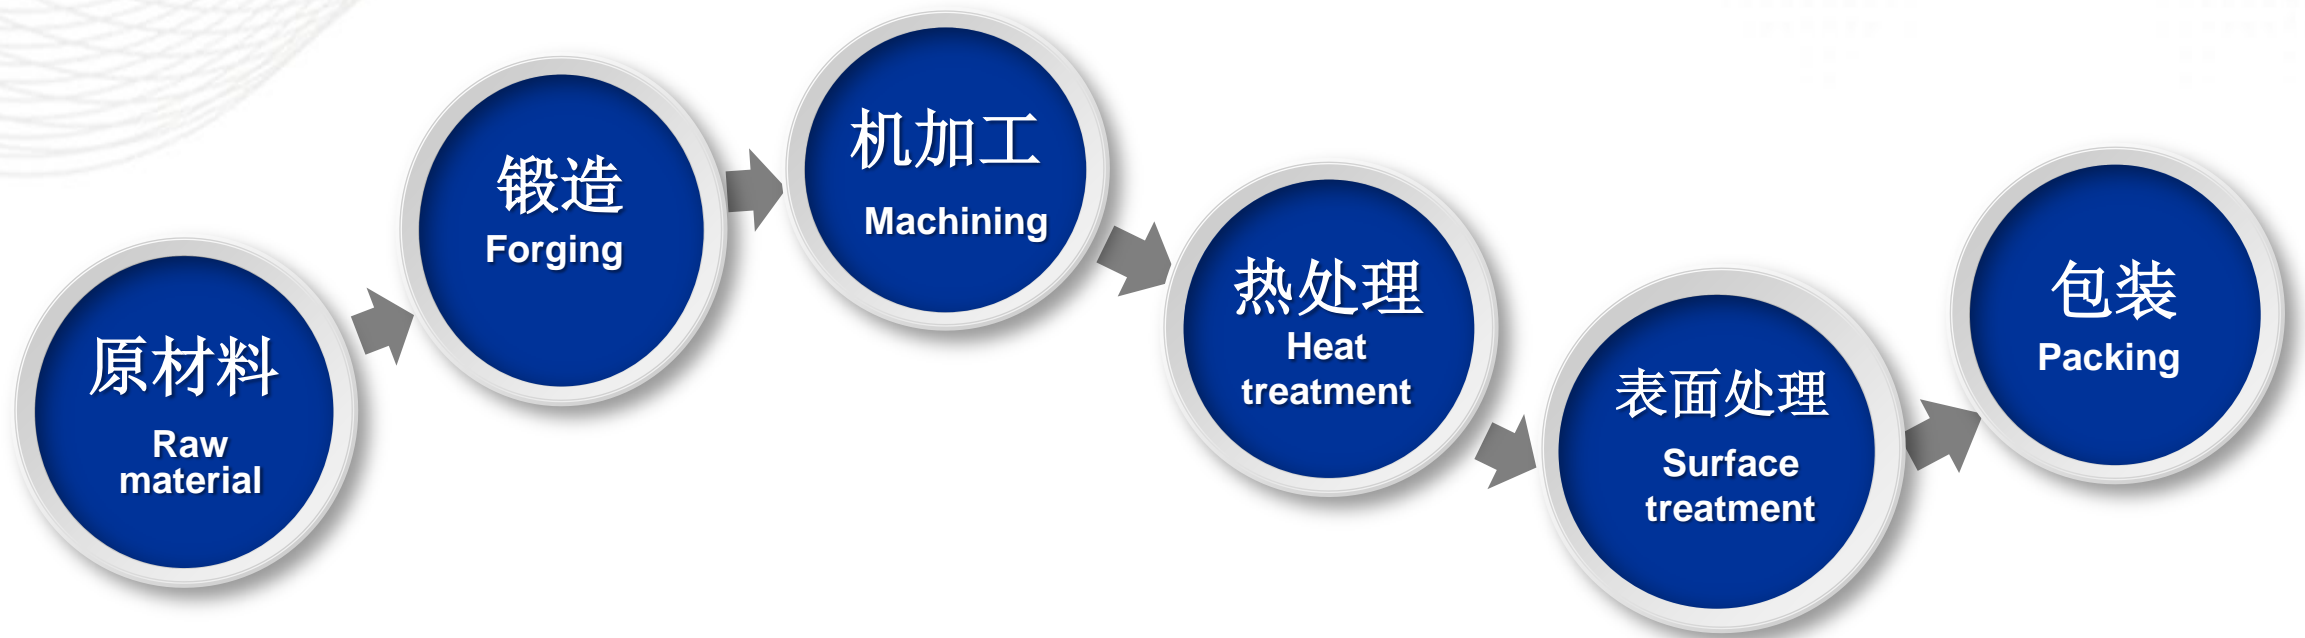 原材料
Raw
material
锻造
Forging
机加工
Machining
热处理
Heat
treatment
表面处理
Surface
treatment
包装
Packing